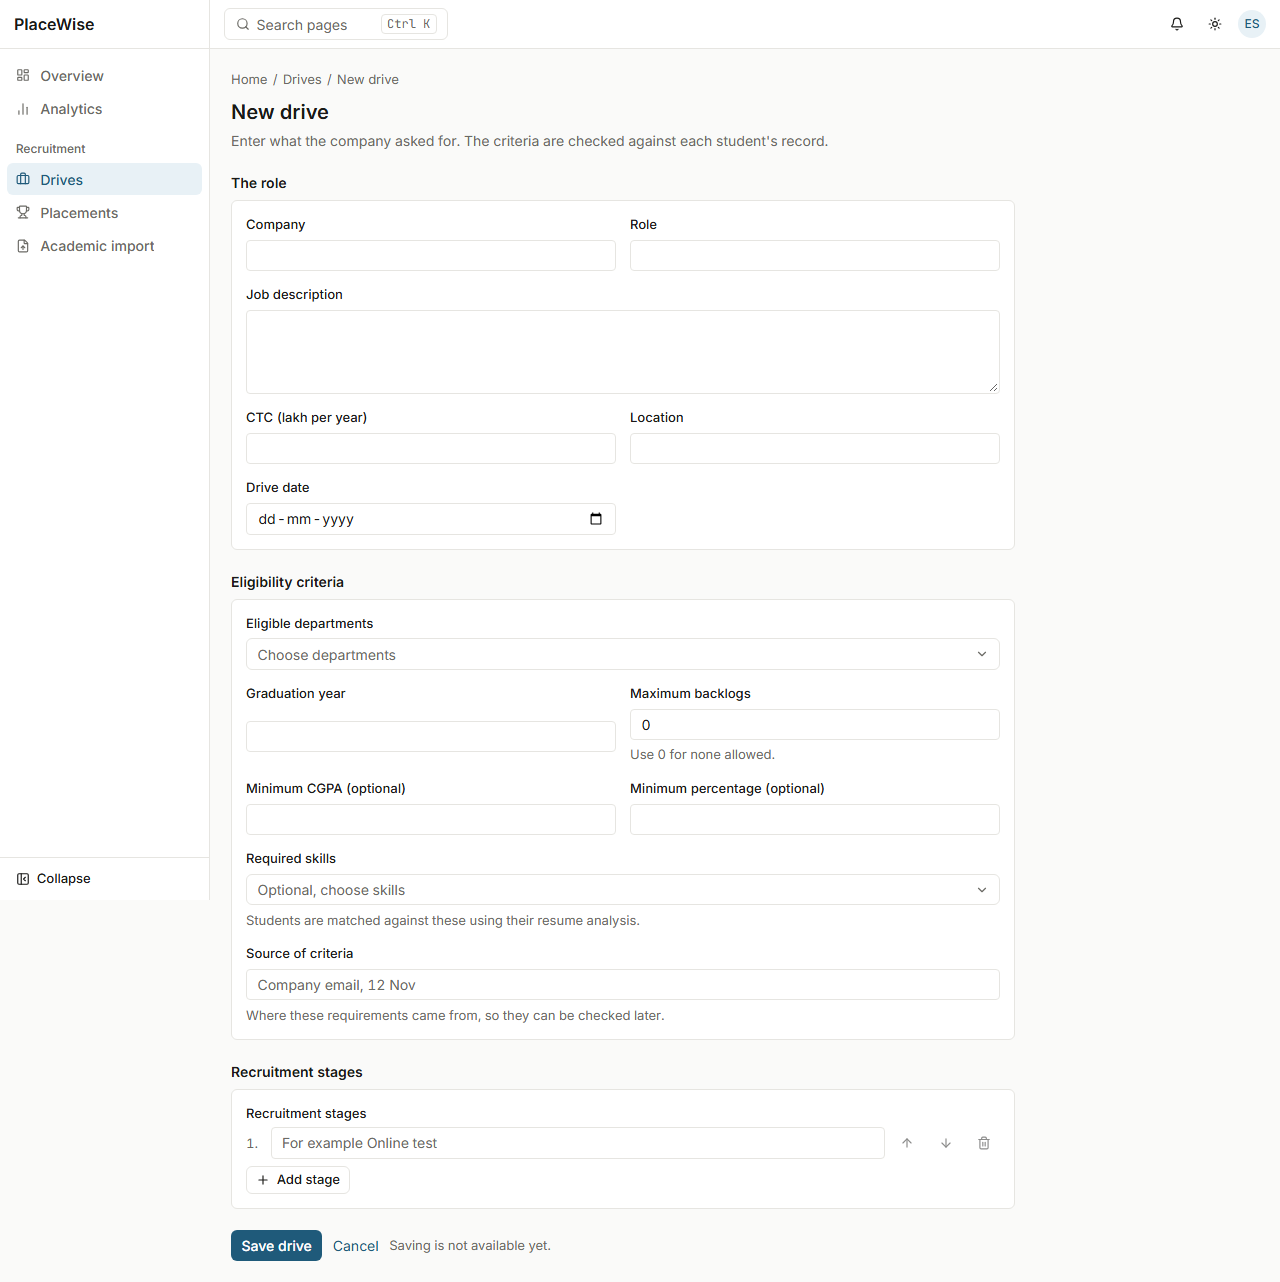 PlaceWise
Search pages
Ctrl K
ES
Overview
Analytics
Recruitment
Drives
Placements
Academic import
Collapse
Home / Drives / New drive
New drive
Enter what the company asked for. The criteria are checked against each student's record.
The role
Company
Role
Job description
CTC (lakh per year)
Location
Drive date
dd-mm-yyyy
Eligibility criteria
Eligible departments
Choose departments
Graduation year
Maximum backlogs
0
Use 0 for none allowed.
Minimum CGPA (optional)
Minimum percentage (optional)
Required skills
Optional, choose skills
Students are matched against these using their resume analysis.
Source of criteria
Company email, 12 Nov
Where these requirements came from, so they can be checked later.
Recruitment stages
Recruitment stages
1. For example Online test
+ Add stage
Save drive
Cancel
Saving is not available yet.